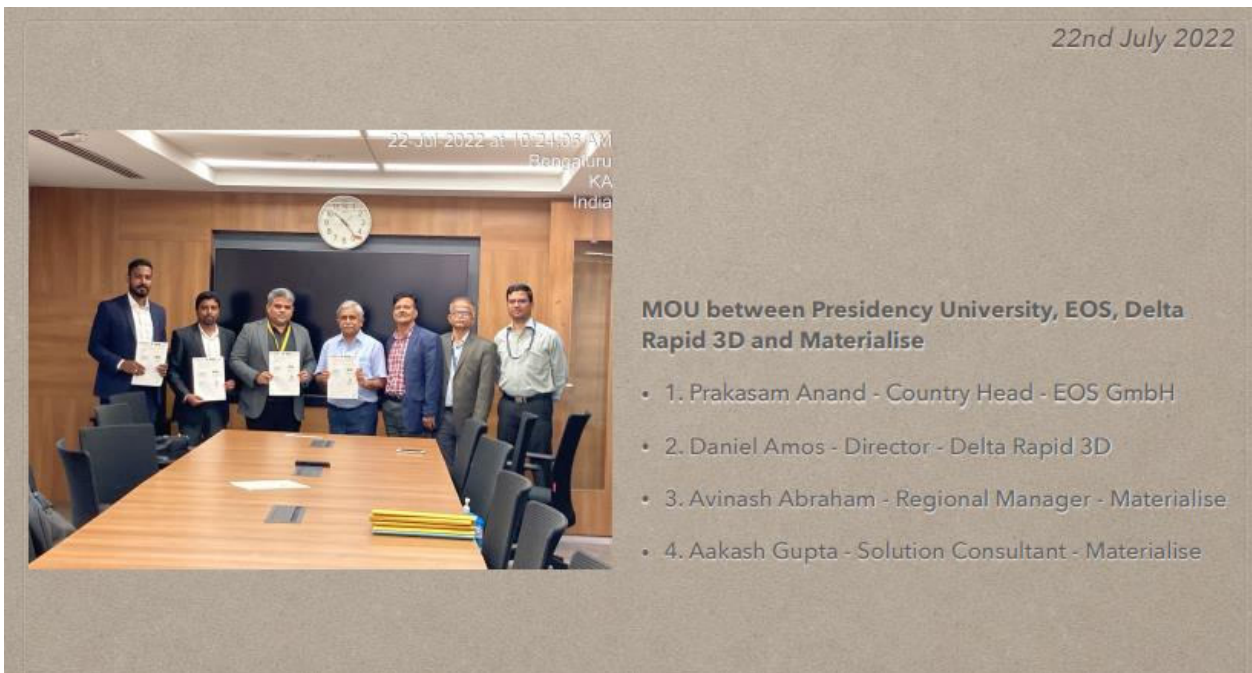 22nd July 2022
22-Jul-2022 at 10:24:06 AM
Bengaluru
KA
India
MOU between Presidency University, EOS, Delta
Rapid 3D and Materialise
• 1. Prakasam Anand - Country Head - EOS GmbH
• 2. Daniel Amos - Director - Delta Rapid 3D
• 3. Avinash Abraham - Regional Manager - Materialise
• 4. Aakash Gupta - Solution Consultant - Materialise